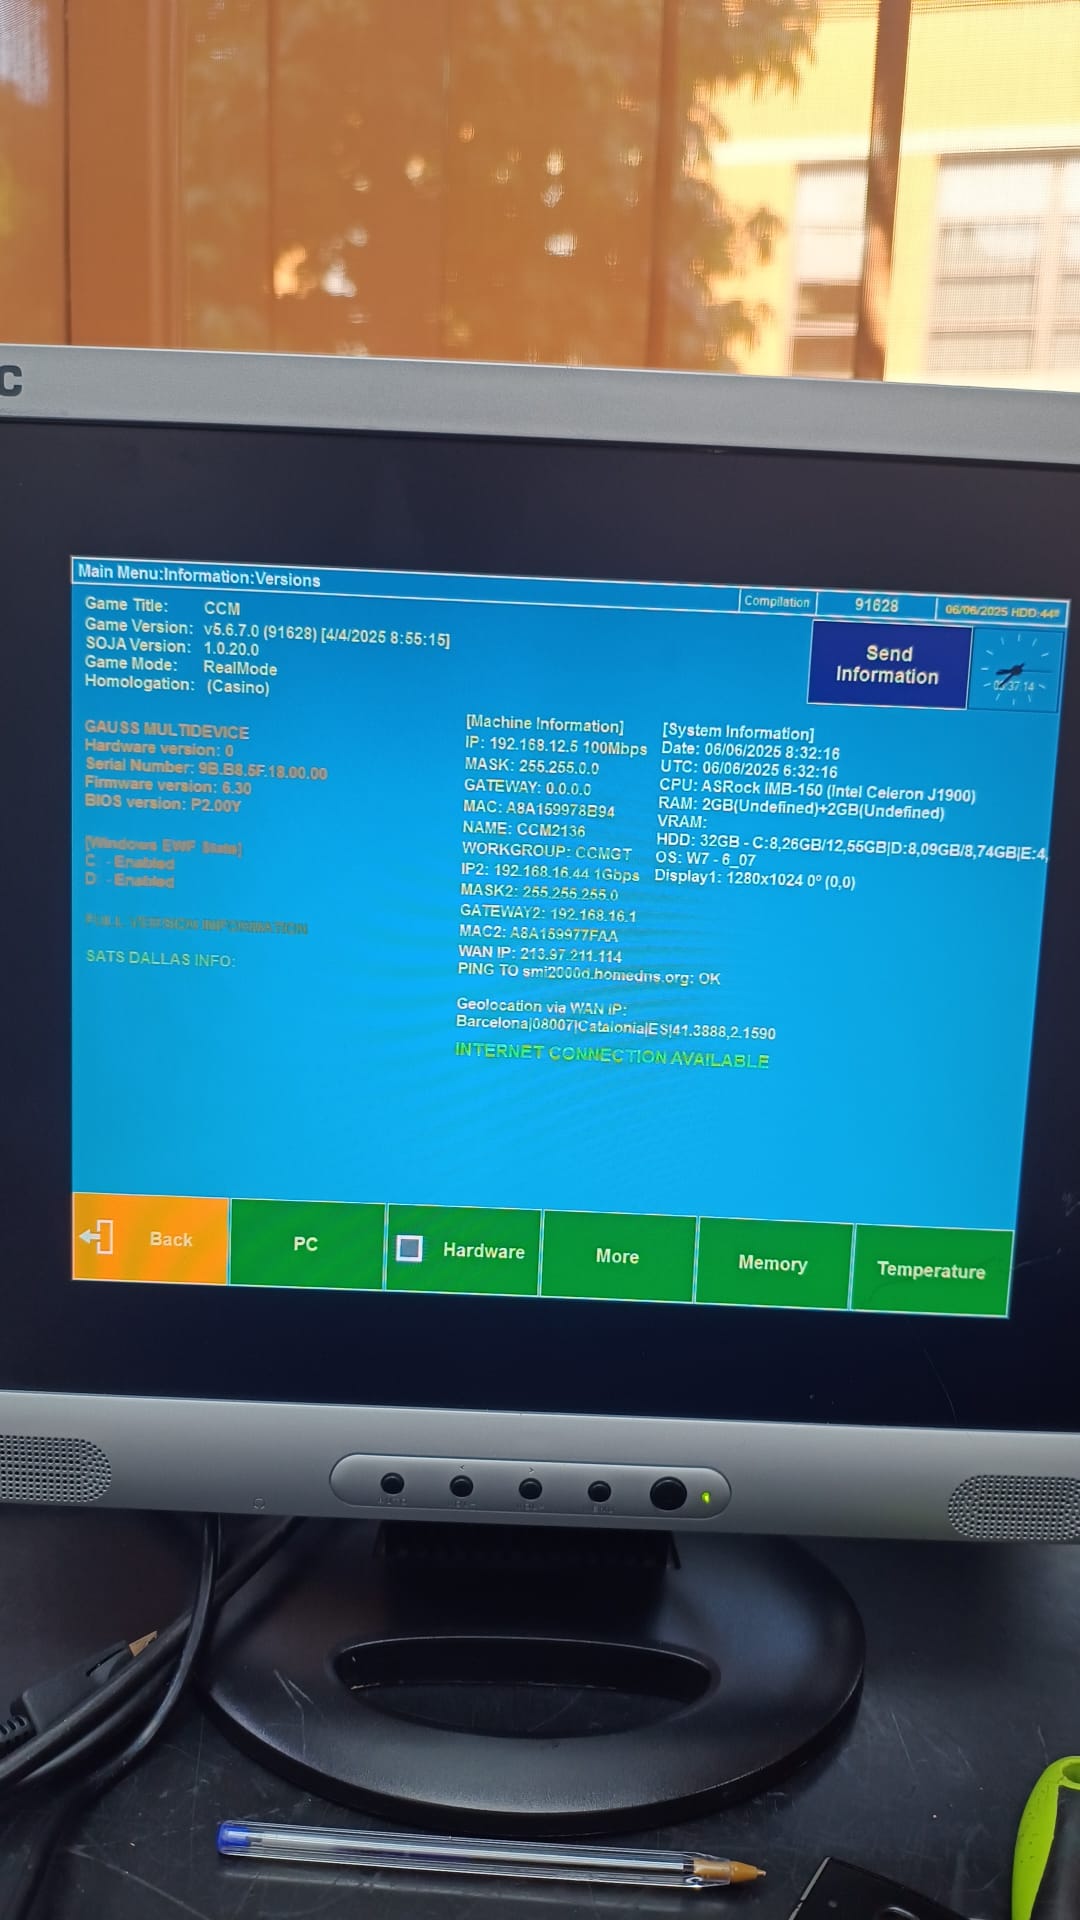 C
Main Menu:Information:Versions
Compilation
91628
06/06/2025 HDD:44º
Game Title: CCM
Game Version: v5.6.7.0 (91628) [4/4/2025 8:55:15]
SOJA Version: 1.0.20.0
Game Mode: RealMode
Homologation: (Casino)
Send
Information
GAUSS MULTIDEVICE
Hardware version: 0
Serial Number: 9B.B8.5F.18.00.00
Firmware version: 6.30
BIOS version: P2.00Y
[Windows EWF State]
C: - Enabled
D: - Enabled
FULL VERSION INFORMATION
SATS DALLAS INFO:
[Machine Information]
IP: 192.168.12.5 100Mbps
MASK: 255.255.0.0
GATEWAY: 0.0.0.0
MAC: A8A159978B94
NAME: CCM2136
WORKGROUP: CCMGT
IP2: 192.168.16.44 1Gbps
MASK2: 255.255.255.0
GATEWAY2: 192.168.16.1
MAC2: A8A159977FAA
WAN IP: 213.97.211.114
PING TO smi2000d.homedns.org: OK
Geolocation via WAN IP:
Barcelona|08007|Catalonia|ES|41.3888,2.1590
INTERNET CONNECTION AVAILABLE
[System Information]
Date: 06/06/2025 8:32:16
UTC: 06/06/2025 6:32:16
CPU: ASRock IMB-150 (Intel Celeron J1900)
RAM: 2GB(Undefined)+2GB(Undefined)
VRAM:
HDD: 32GB - C:8,26GB/12,55GB|D:8,09GB/8,74GB|E:4,
OS: W7 - 6_07
Display1: 1280x1024 0º (0,0)
Back
PC
Hardware
More
Memory
Temperature